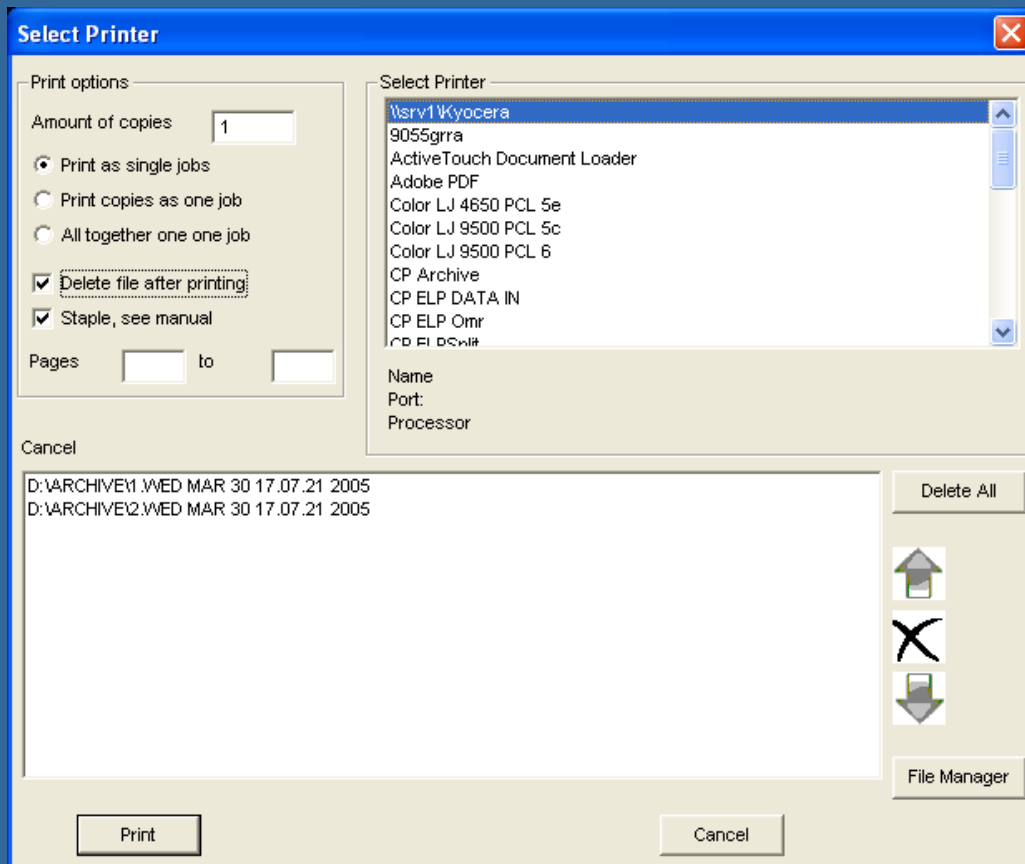 Select Printer
Print options
Amount of copies 1
Print as single jobs
Print copies as one job
All together one one job
Delete file after printing
Staple, see manual
Pages to
Select Printer
\\srv1\Kyocera
9055grra
ActiveTouch Document Loader
Adobe PDF
Color LJ 4650 PCL 5e
Color LJ 9500 PCL 5c
Color LJ 9500 PCL 6
CP Archive
CP ELP DATA IN
CP ELP Omr
CP ELPSplit
Name
Port:
Processor
Cancel
D:\ARCHIVE\1.WED MAR 30 17.07.21 2005
D:\ARCHIVE\2.WED MAR 30 17.07.21 2005
Delete All
File Manager
Print
Cancel